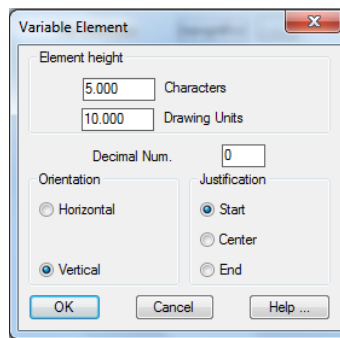 Variable Element
Element height
5.000 Characters
10.000 Drawing Units
Decimal Num. 0
Orientation
Horizontal
Vertical
Justification
Start
Center
End
OK Cancel Help ...